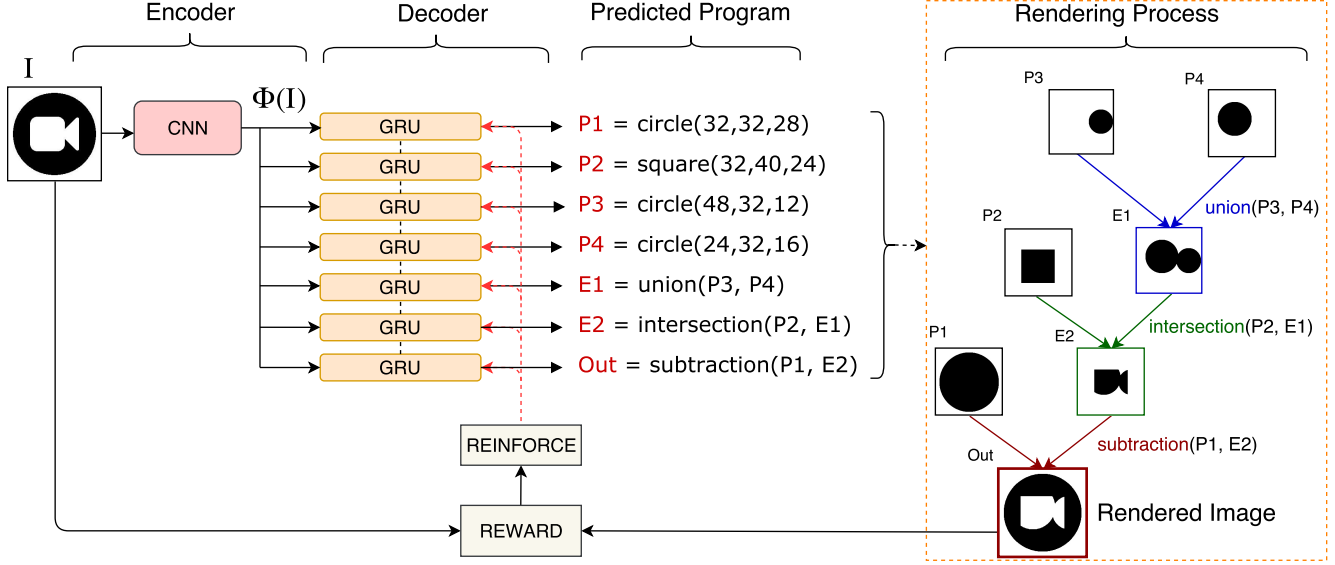 Encoder
Decoder
Predicted Program
Rendering Process
I
CNN
Φ(I)
GRU
P1 = circle(32,32,28)
GRU
P2 = square(32,40,24)
GRU
P3 = circle(48,32,12)
GRU
P4 = circle(24,32,16)
GRU
E1 = union(P3, P4)
GRU
E2 = intersection(P2, E1)
GRU
Out = subtraction(P1, E2)
REINFORCE
REWARD
P3
P4
union(P3, P4)
P2
E1
intersection(P2, E1)
P1
E2
subtraction(P1, E2)
Out
Rendered Image